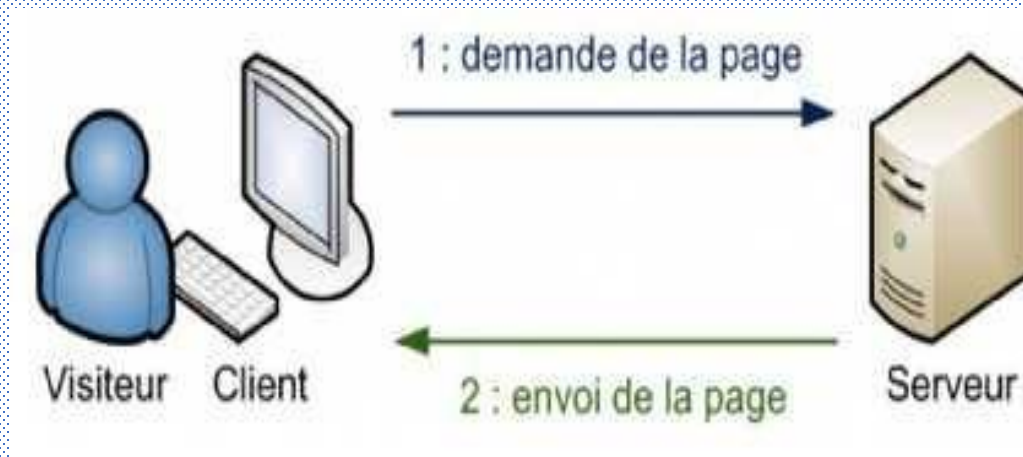 1 : demande de la page
Visiteur
Client
2 : envoi de la page
Serveur